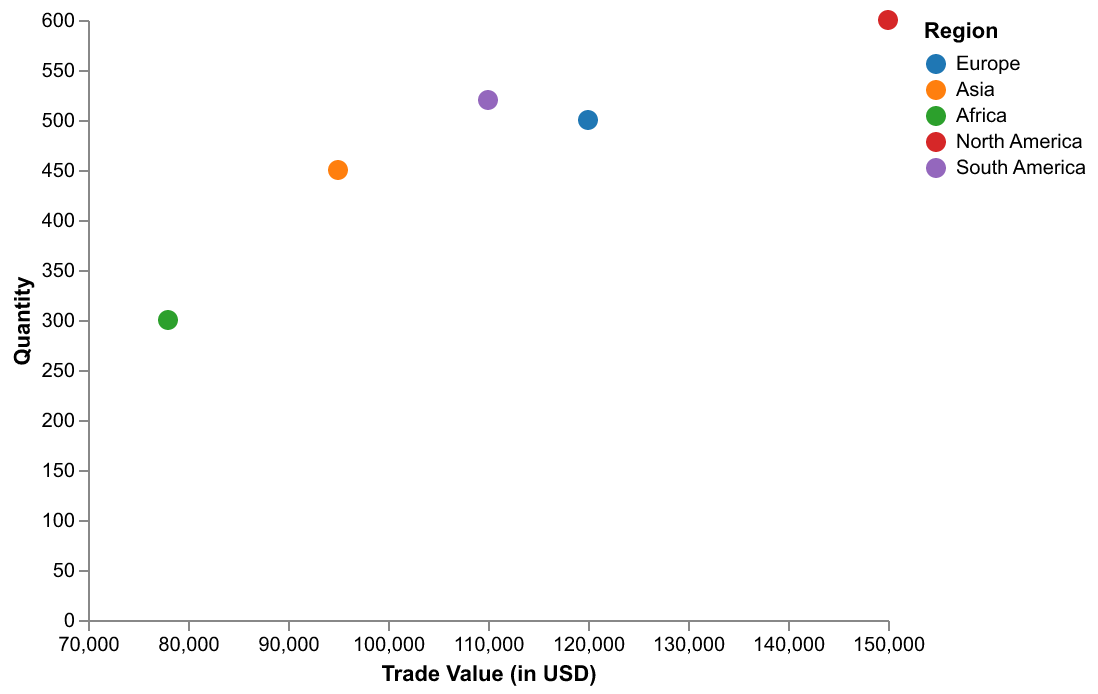 600
550
500
450
400
350
300
250
200
150
100
50
0
Quantity
70,000 80,000 90,000 100,000 110,000 120,000 130,000 140,000 150,000
Trade Value (in USD)
Region
Europe
Asia
Africa
North America
South America